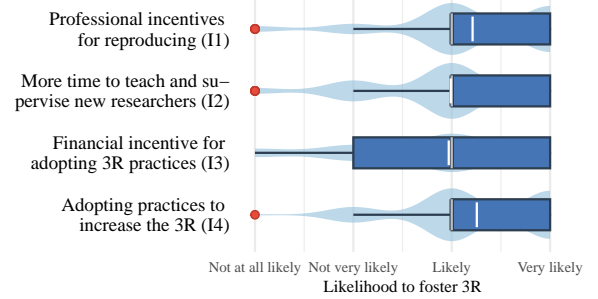 Professional incentives
for reproducing (I1)
More time to teach and su–
pervise new researchers (I2)
Financial incentive for
adopting 3R practices (I3)
Adopting practices to
increase the 3R (I4)
Not at all likely Not very likely Likely Very likely
Likelihood to foster 3R